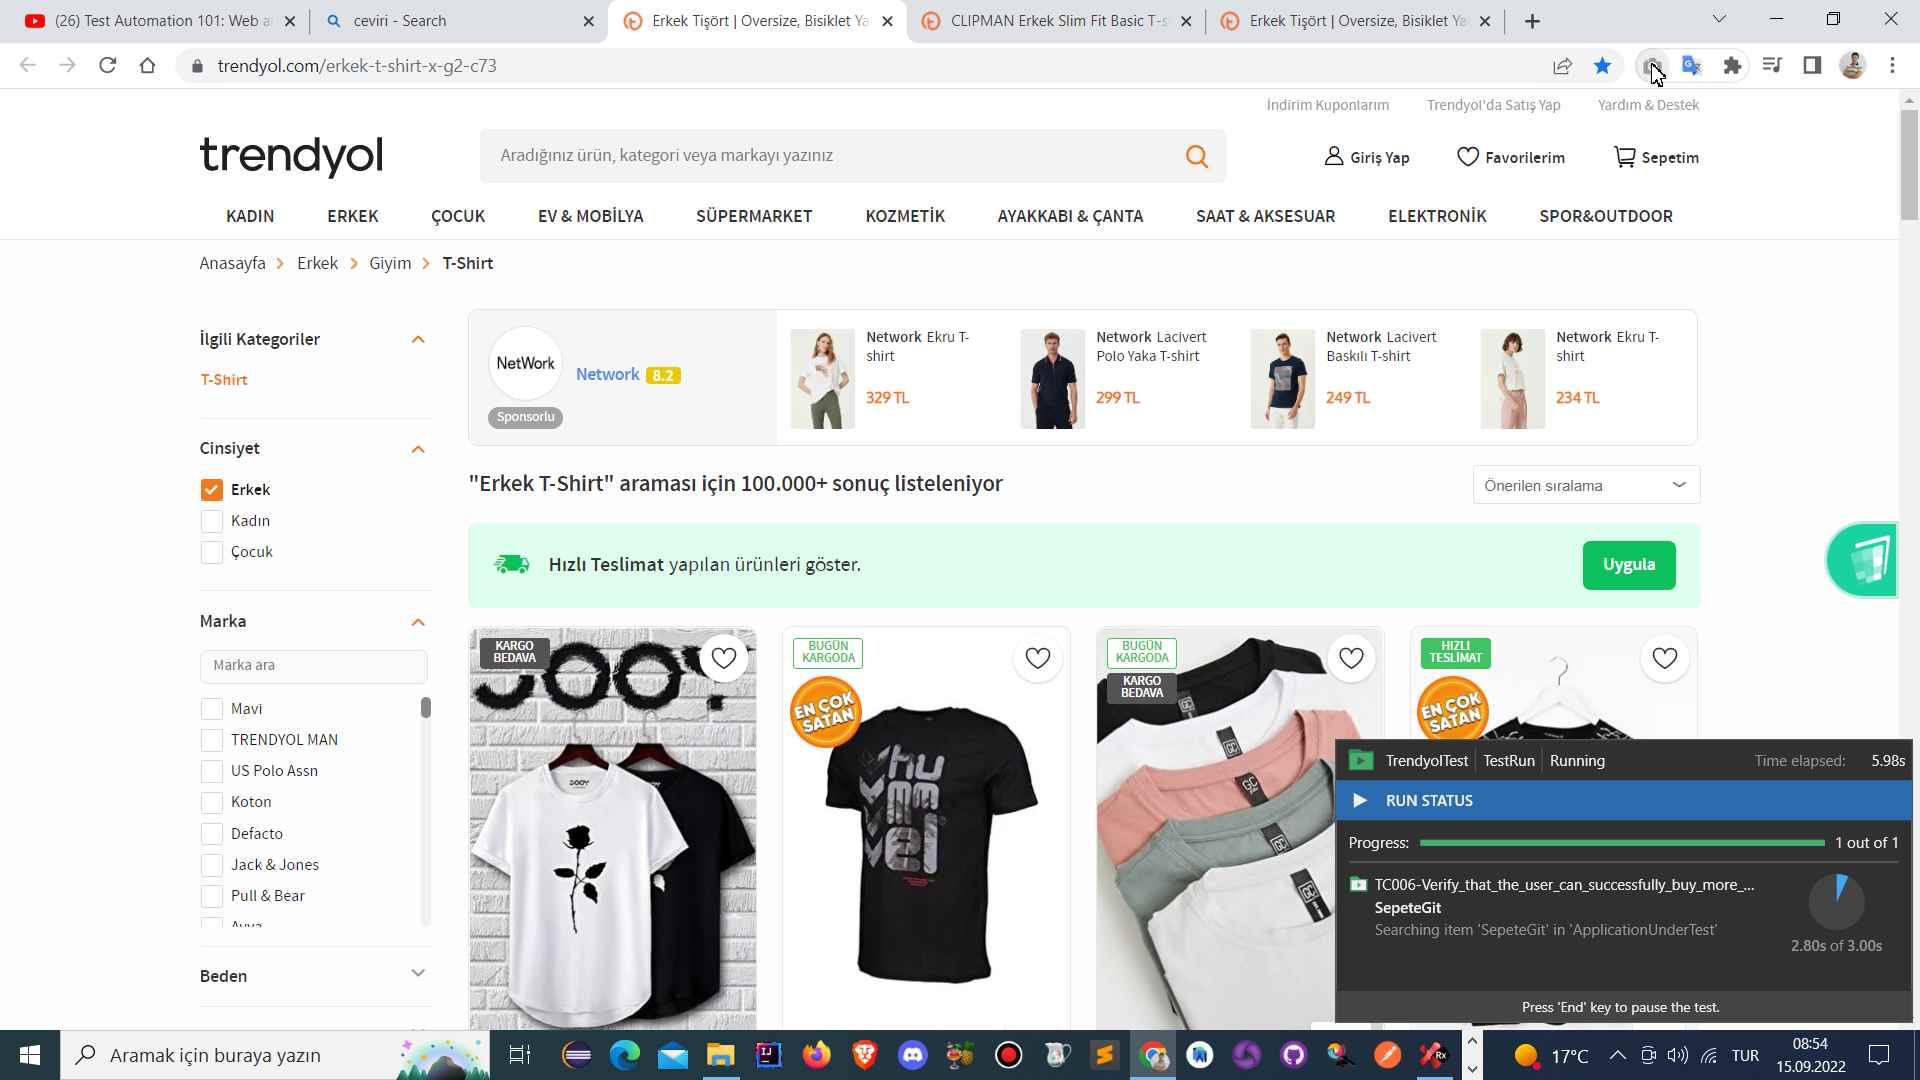 (26) Test Automation 101: Web a
ceviri - Search
Erkek Tişört | Oversize, Bisiklet Ya
CLIPMAN Erkek Slim Fit Basic T-s
Erkek Tişört | Oversize, Bisiklet Ya
trendyol.com/erkek-t-shirt-x-g2-c73
İndirim Kuponlarım
Trendyol'da Satış Yap
Yardım & Destek
trendyol
Aradığınız ürün, kategori veya markayı yazınız
Giriş Yap
Favorilerim
Sepetim
KADIN
ERKEK
ÇOCUK
EV & MOBİLYA
SÜPERMARKET
KOZMETİK
AYAKKABI & ÇANTA
SAAT & AKSESUAR
ELEKTRONİK
SPOR&OUTDOOR
Anasayfa > Erkek > Giyim > T-Shirt
İlgili Kategoriler
T-Shirt
Cinsiyet
Erkek
Kadın
Çocuk
Marka
Marka ara
Mavi
TRENDYOL MAN
US Polo Assn
Koton
Defacto
Jack & Jones
Pull & Bear
Beden
NetWork
Network 8.2
Sponsorlu
Network Ekru T-
shirt
329 TL
Network Lacivert
Polo Yaka T-shirt
299 TL
Network Lacivert
Baskılı T-shirt
249 TL
Network Ekru T-
shirt
234 TL
"Erkek T-Shirt" araması için 100.000+ sonuç listeleniyor
Önerilen sıralama
Hızlı Teslimat yapılan ürünleri göster.
Uygula
KARGO
BEDAVA
BUGÜN
KARGODA
EN ÇOK
SATAN
hummel
BUGÜN
KARGODA
KARGO
BEDAVA
GC
GC
GC
HIZLI
TESLİMAT
EN ÇOK
SATAN
TrendyolTest
TestRun
Running
Time elapsed: 5.98s
RUN STATUS
Progress: 1 out of 1
TC006-Verify_that_the_user_can_successfully_buy_more_...
SepeteGit
Searching item 'SepeteGit' in 'ApplicationUnderTest'
2.80s of 3.00s
Press 'End' key to pause the test.
Aramak için buraya yazın
17°C
TUR
08:54
15.09.2022